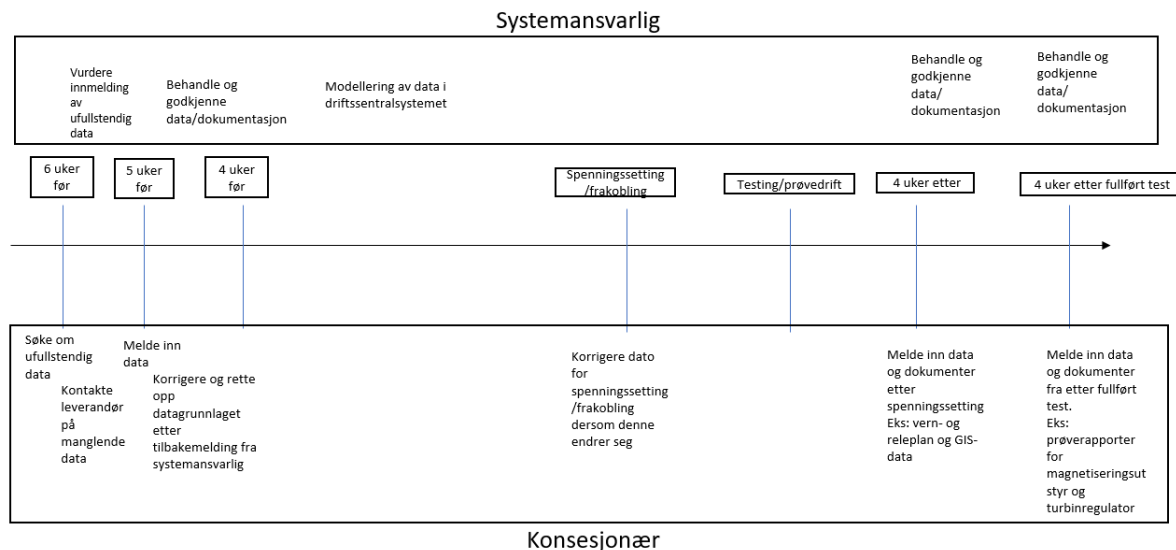 Systemansvarlig
Vurdere
innmelding
av
ufullstendig
data
Behandle og
godkjenne
data/dokumentasjon
Modellering av data i
driftssentralsystemet
Behandle og
godkjenne
data/
dokumentasjon
Behandle og
godkjenne
data/
dokumentasjon
6 uker
før
5 uker
før
4 uker
før
Spenningssetting
/frakobling
Testing/prøvedrift
4 uker etter
4 uker etter fullført test
Søke om
ufullstendig
data
Kontakte
leverandør
på
manglende
data
Melde inn
data
Korrigere og rette
opp
datagrunnlaget
etter
tilbakemelding fra
systemansvarlig
Korrigere dato
for
spenningssetting
/frakobling
dersom denne
endrer seg
Melde inn data
og dokumenter
etter
spenningssetting
Eks: vern- og
releplan og GIS-
data
Melde inn data
og dokumenter
fra etter fullført
test.
Eks:
prøverapporter
for
magnetiseringsut
styr og
turbinregulator
Konsesjonær